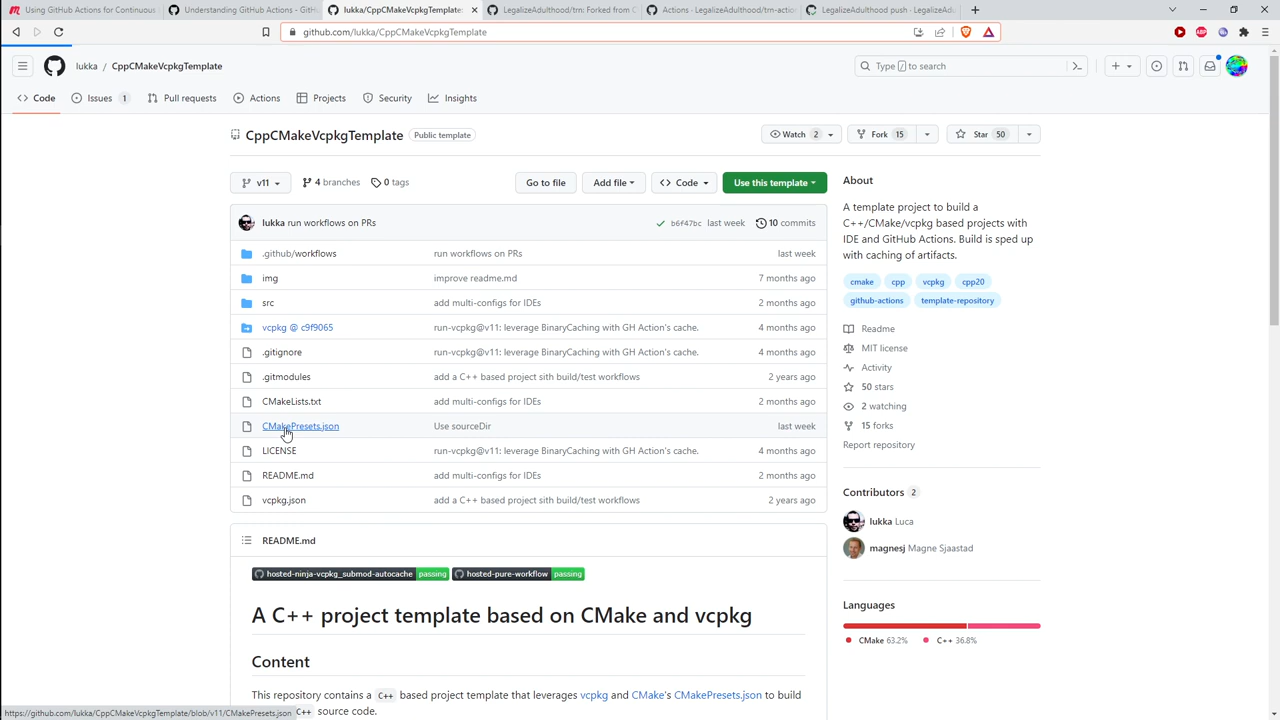 Using GitHub Actions for Continuous
Understanding GitHub Actions - GitH
lukka/CppCMakeVcpkgTemplate:
LegalizeAdulthood/trn: Forked from C
Actions · LegalizeAdulthood/trn-actio
LegalizeAdulthood push · LegalizeAdu
github.com/lukka/CppCMakeVcpkgTemplate
lukka / CppCMakeVcpkgTemplate
Type / to search
Code
Issues 1
Pull requests
Actions
Projects
Security
Insights
CppCMakeVcpkgTemplate Public template
Watch 2
Fork 15
Star 50
v11
4 branches
0 tags
Go to file
Add file
Code
Use this template
lukka run workflows on PRs
b6f47bc last week
10 commits
.github/workflows run workflows on PRs last week
img improve readme.md 7 months ago
src add multi-configs for IDEs 2 months ago
vcpkg @ c9f9065 run-vcpkg@v11: leverage BinaryCaching with GH Action's cache. 4 months ago
.gitignore run-vcpkg@v11: leverage BinaryCaching with GH Action's cache. 4 months ago
.gitmodules add a C++ based project sith build/test workflows 2 years ago
CMakeLists.txt add multi-configs for IDEs 2 months ago
CMakePresets.json Use sourceDir last week
LICENSE run-vcpkg@v11: leverage BinaryCaching with GH Action's cache. 4 months ago
README.md add multi-configs for IDEs 2 months ago
vcpkg.json add a C++ based project sith build/test workflows 2 years ago
README.md
hosted-ninja-vcpkg_submod-autocache passing hosted-pure-workflow passing
A C++ project template based on CMake and vcpkg
Content
This repository contains a C++ based project template that leverages vcpkg and CMake's CMakePresets.json to build
C++ source code.
About
A template project to build a
C++/CMake/vcpkg based projects with
IDE and GitHub Actions. Build is sped up
with caching of artifacts.
cmake cpp vcpkg cpp20
github-actions template-repository
Readme
MIT license
Activity
50 stars
2 watching
15 forks
Report repository
Contributors 2
lukka Luca
magnesj Magne Sjaastad
Languages
CMake 63.2% C++ 36.8%
https://github.com/lukka/CppCMakeVcpkgTemplate/blob/v11/CMakePresets.json